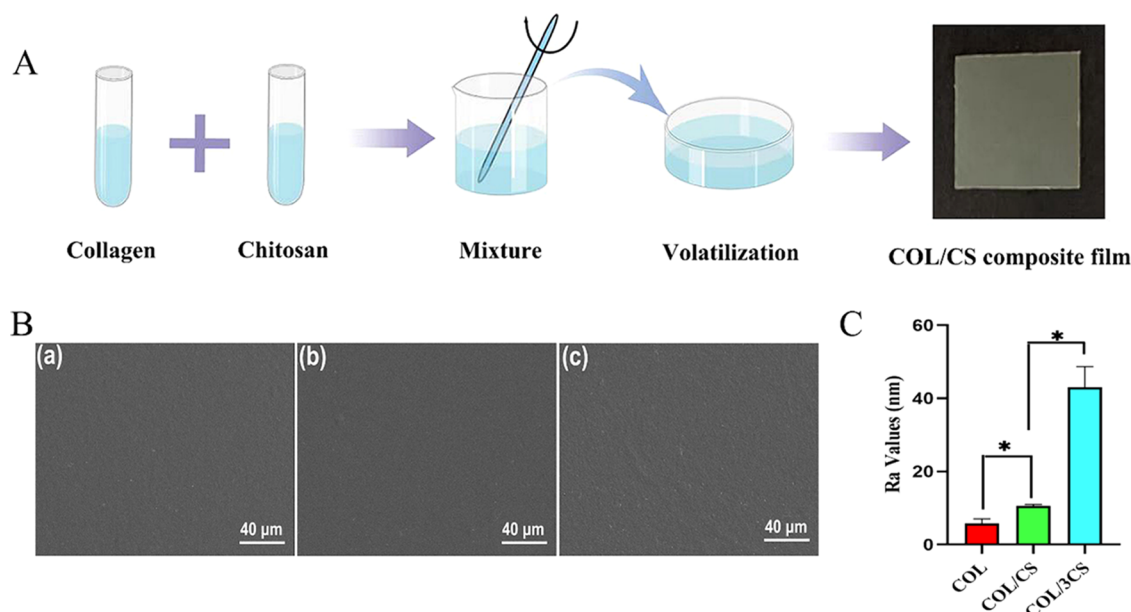 A
Collagen
Chitosan
Mixture
Volatilization
COL/CS composite film
B
(a)
(b)
(c)
40 µm
40 µm
40 µm
C
Ra Values (nm)
60
40
20
0
*
*
COL
COL/CS
COL/3CS